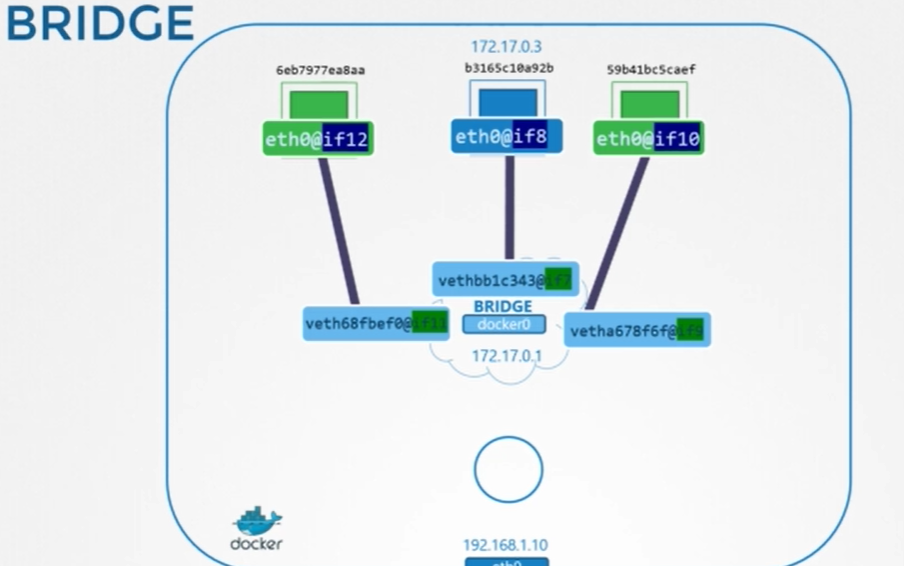 BRIDGE
172.17.0.3
6eb7977ea8aa
b3165c10a92b
59b41bc5caef
eth0@if12
eth0@if8
eth0@if10
vethbb1c343@if7
BRIDGE
veth68fbef0@if11
docker0
vetha678f6f@if9
172.17.0.1
docker
192.168.1.10
eth0